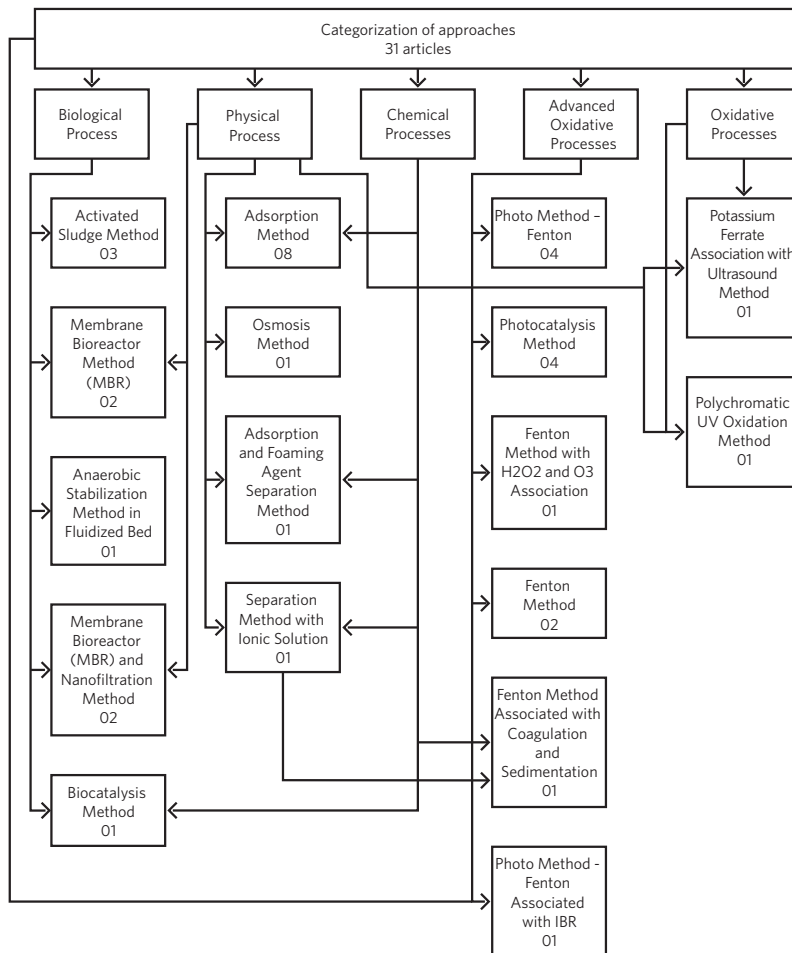 Categorization of approaches
31 articles
Biological
Process
Physical
Process
Chemical
Processes
Advanced
Oxidative
Processes
Oxidative
Processes
Activated
Sludge Method
03
Membrane
Bioreactor
Method
(MBR)
02
Anaerobic
Stabilization
Method in
Fluidized Bed
01
Membrane
Bioreactor
(MBR) and
Nanofiltration
Method
02
Biocatalysis
Method
01
Adsorption
Method
08
Osmosis
Method
01
Adsorption
and Foaming
Agent
Separation
Method
01
Separation
Method with
Ionic Solution
01
Photo Method –
Fenton
04
Photocatalysis
Method
04
Fenton
Method with
H2O2 and O3
Association
01
Fenton
Method
02
Fenton Method
Associated with
Coagulation
and
Sedimentation
01
Photo Method -
Fenton
Associated
with IBR
01
Potassium
Ferrate
Association with
Ultrasound
Method
01
Polychromatic
UV Oxidation
Method
01